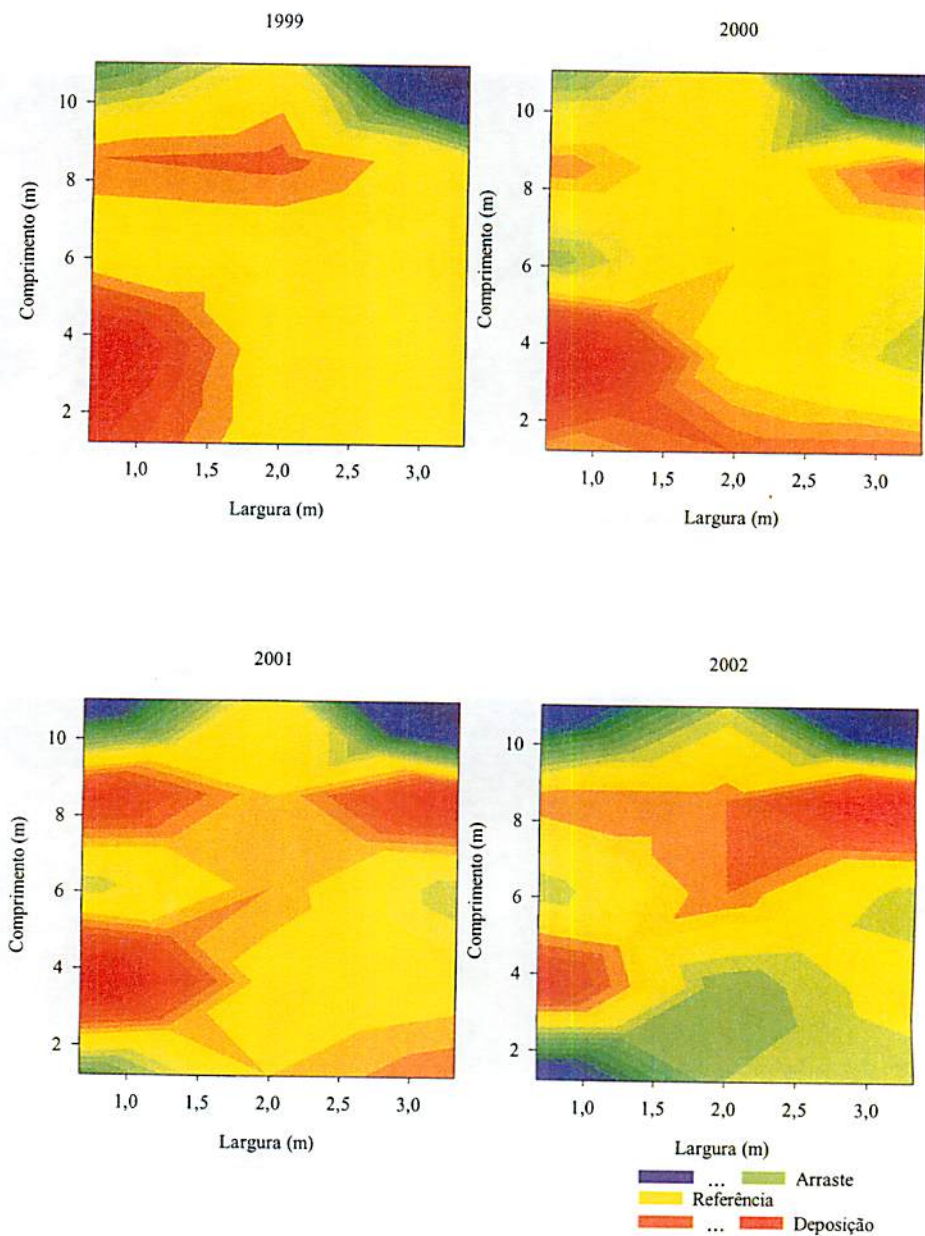 1999
2000
Comprimento (m)
10
8
6
4
2
1,0 1,5 2,0 2,5 3,0
Largura (m)
Comprimento (m)
10
8
6
4
2
1,0 1,5 2,0 2,5 3,0
Largura (m)
2001
2002
Comprimento (m)
10
8
6
4
2
1,0 1,5 2,0 2,5 3,0
Largura (m)
Comprimento (m)
10
8
6
4
2
1,0 1,5 2,0 2,5 3,0
Largura (m)
... Arraste
Referência
... Deposição